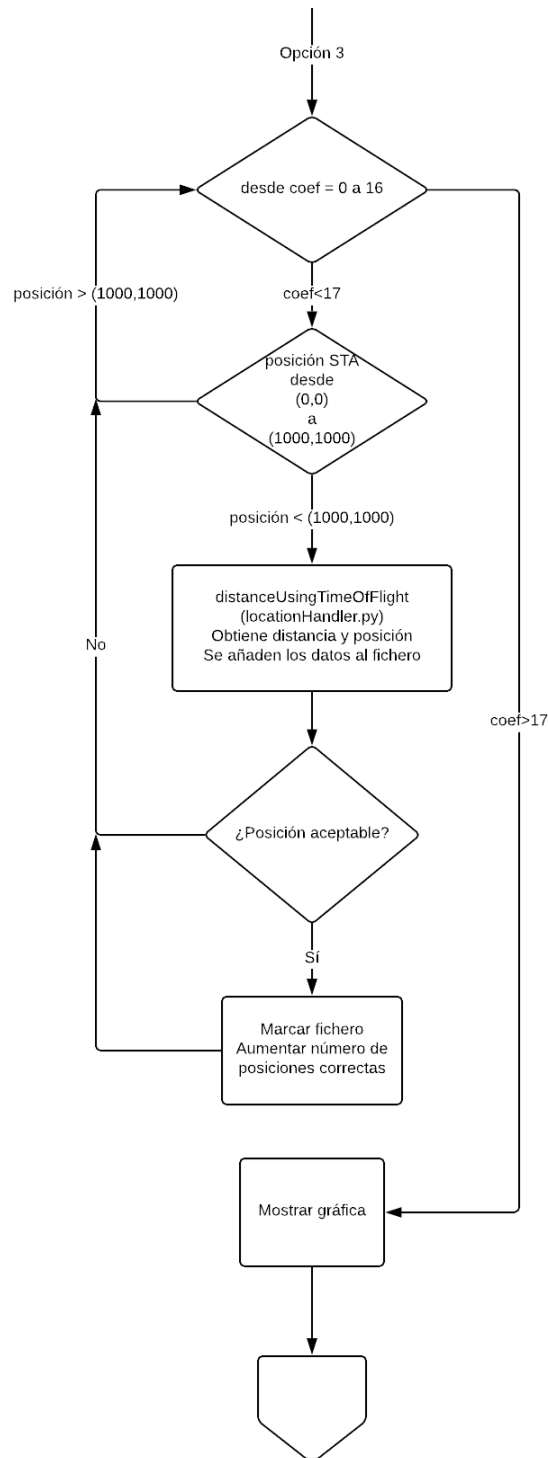 Opción 3
desde coef = 0 a 16
posición > (1000,1000)
coef<17
posición STA
desde
(0,0)
a
(1000,1000)
posición < (1000,1000)
distanceUsingTimeOfFlight
(locationHandler.py)
Obtiene distancia y posición
Se añaden los datos al fichero
No
coef>17
¿Posición aceptable?
Sí
Marcar fichero
Aumentar número de
posiciones correctas
Mostrar gráfica